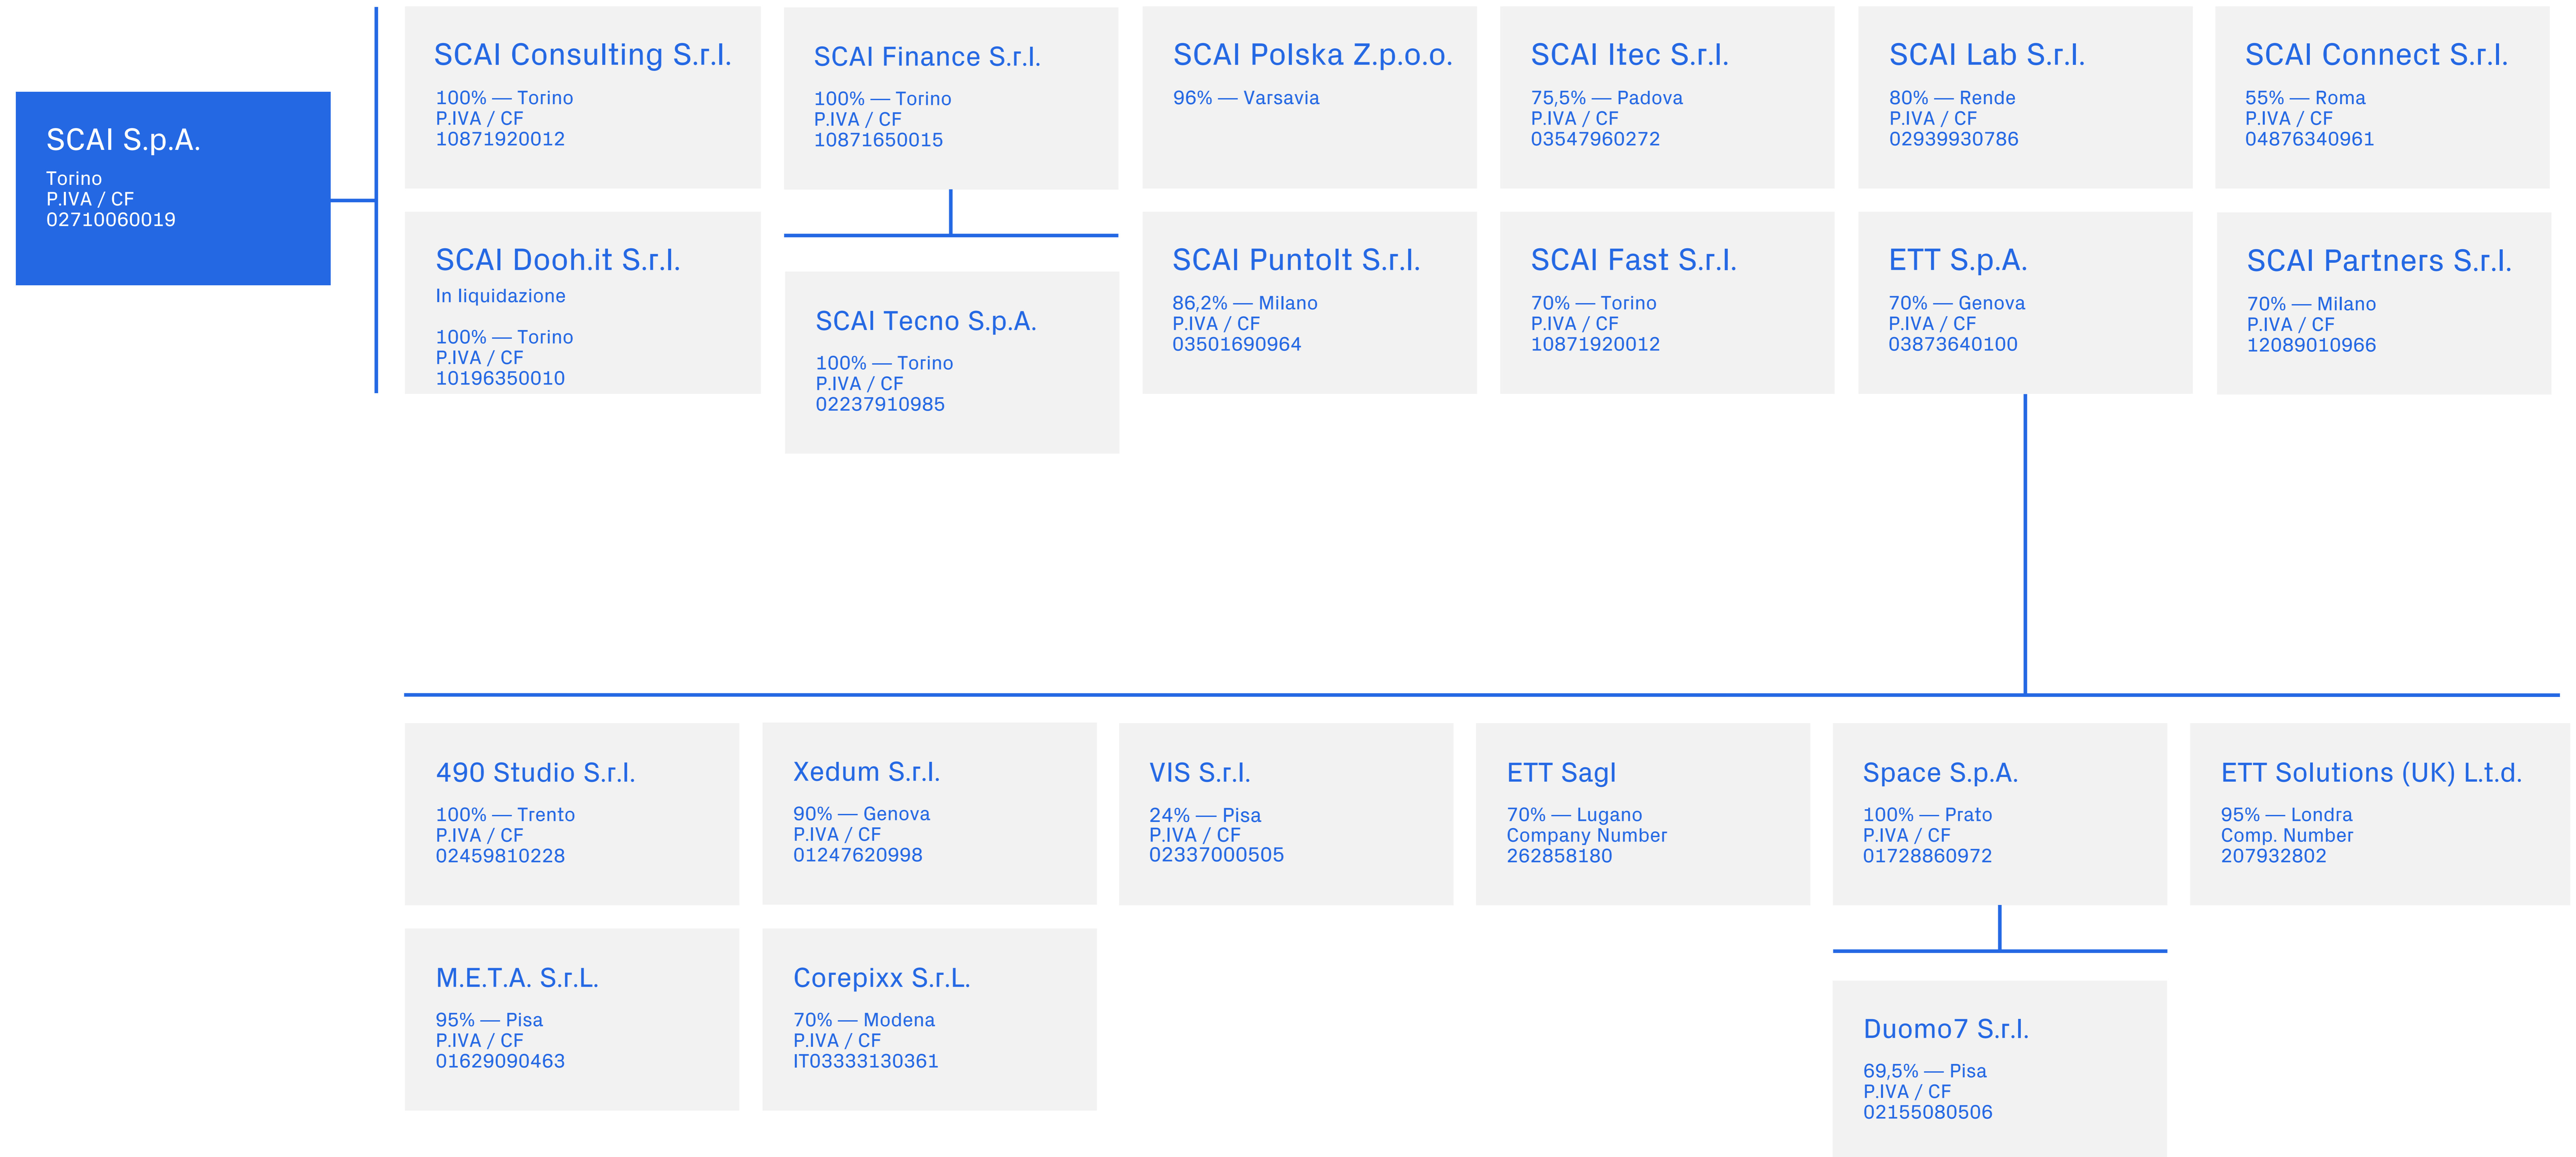 SCAI S.p.A.
Torino
P.IVA / CF
02710060019
SCAI Consulting S.r.l.
100% — Torino
P.IVA / CF
10871920012
SCAI Finance S.r.l.
100% — Torino
P.IVA / CF
10871650015
SCAI Polska Z.p.o.o.
96% — Varsavia
SCAI Itec S.r.l.
75,5% — Padova
P.IVA / CF
03547960272
SCAI Lab S.r.l.
80% — Rende
P.IVA / CF
02939930786
SCAI Connect S.r.l.
55% — Roma
P.IVA / CF
04876340961
SCAI Dooh.it S.r.l.
In liquidazione
100% — Torino
P.IVA / CF
10196350010
SCAI Tecno S.p.A.
100% — Torino
P.IVA / CF
02237910985
SCAI PuntoIt S.r.l.
86,2% — Milano
P.IVA / CF
03501690964
SCAI Fast S.r.l.
70% — Torino
P.IVA / CF
10871920012
ETT S.p.A.
70% — Genova
P.IVA / CF
03873640100
SCAI Partners S.r.l.
70% — Milano
P.IVA / CF
12089010966
490 Studio S.r.l.
100% — Trento
P.IVA / CF
02459810228
Xedum S.r.l.
90% — Genova
P.IVA / CF
01247620998
VIS S.r.l.
24% — Pisa
P.IVA / CF
02337000505
ETT Sagl
70% — Lugano
Company Number
262858180
Space S.p.A.
100% — Prato
P.IVA / CF
01728860972
ETT Solutions (UK) L.t.d.
95% — Londra
Comp. Number
207932802
M.E.T.A. S.r.L.
95% — Pisa
P.IVA / CF
01629090463
Corepixx S.r.L.
70% — Modena
P.IVA / CF
IT03333130361
Duomo7 S.r.l.
69,5% — Pisa
P.IVA / CF
02155080506